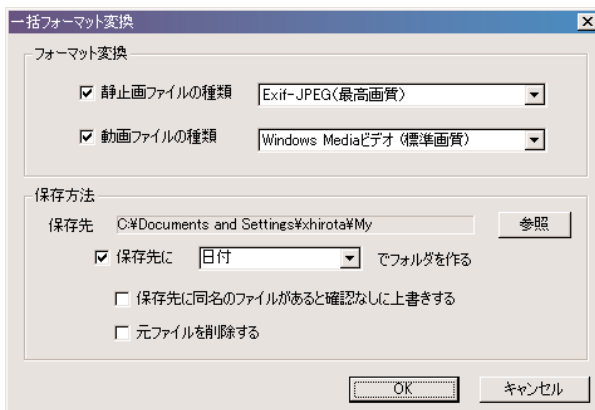 一括フォーマット変換
フォーマット変換
静止画ファイルの種類 Exif-JPEG(最高画質)
動画ファイルの種類 Windows Mediaビデオ (標準画質)
保存方法
保存先 C:¥Documents and Settings¥xhirota¥My 参照
保存先に 日付 でフォルダを作る
保存先に同名のファイルがあると確認なしに上書きする
元ファイルを削除する
OK キャンセル